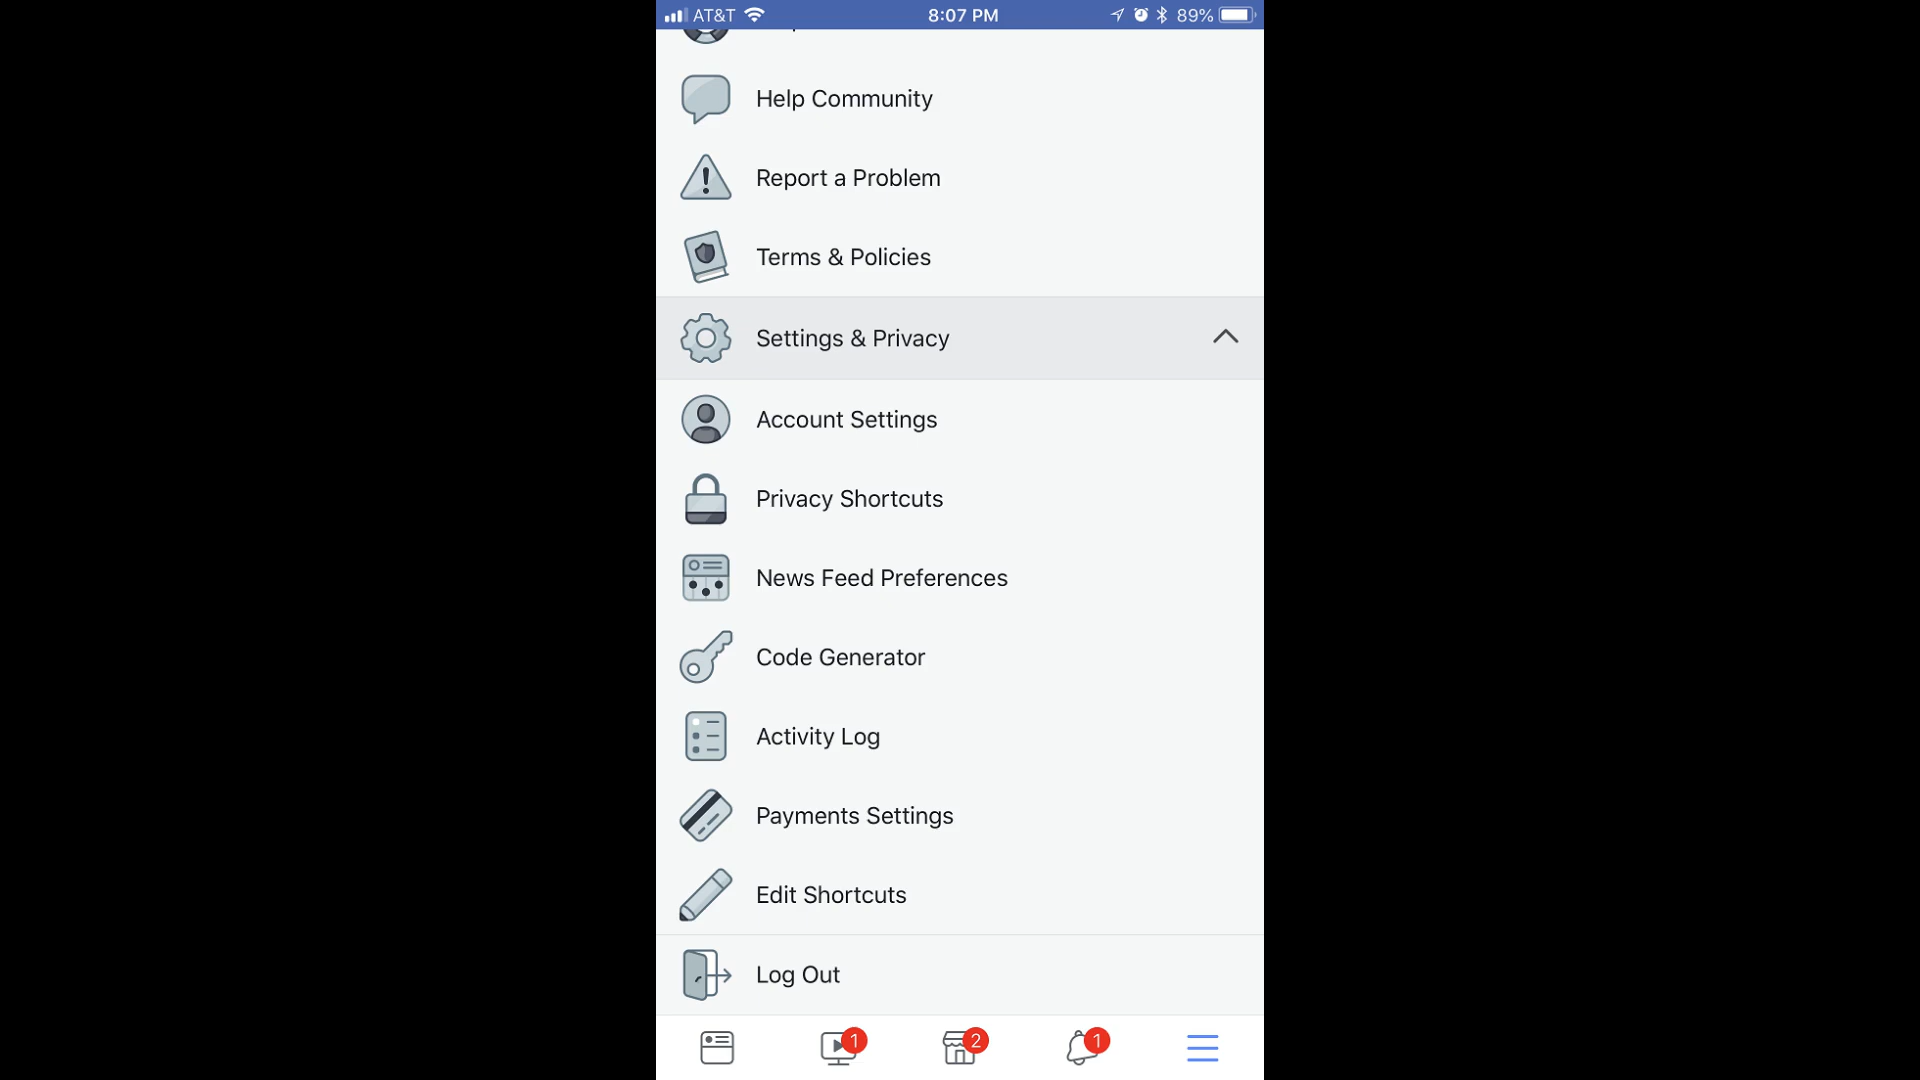 AT&T 8:07 PM 89%
Help Community
Report a Problem
Terms & Policies
Settings & Privacy
Account Settings
Privacy Shortcuts
News Feed Preferences
Code Generator
Activity Log
Payments Settings
Edit Shortcuts
Log Out
1 2 1